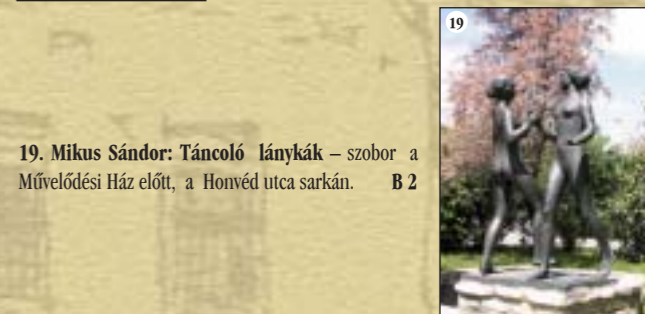 19
19. Mikus Sándor: Táncoló lánykák – szobor a
Művelődési Ház előtt, a Honvéd utca sarkán. B 2